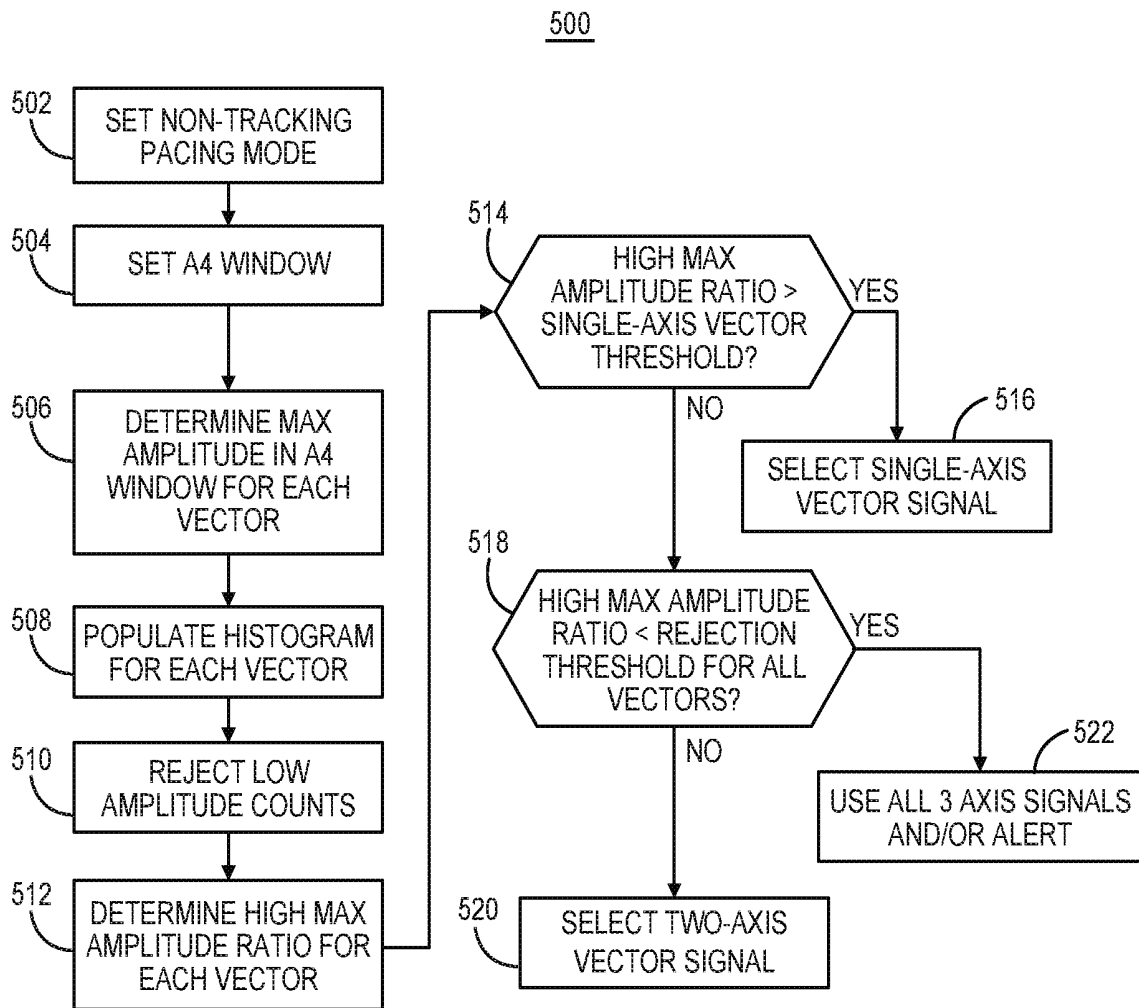 500
502
SET NON-TRACKING
PACING MODE
504
SET A4 WINDOW
506
DETERMINE MAX
AMPLITUDE IN A4
WINDOW FOR EACH
VECTOR
508
POPULATE HISTOGRAM
FOR EACH VECTOR
510
REJECT LOW
AMPLITUDE COUNTS
512
DETERMINE HIGH MAX
AMPLITUDE RATIO FOR
EACH VECTOR
514
HIGH MAX
AMPLITUDE RATIO >
SINGLE-AXIS VECTOR
THRESHOLD?
YES
NO
516
SELECT SINGLE-AXIS
VECTOR SIGNAL
518
HIGH MAX AMPLITUDE
RATIO < REJECTION
THRESHOLD FOR ALL
VECTORS?
YES
NO
522
USE ALL 3 AXIS SIGNALS
AND/OR ALERT
520
SELECT TWO-AXIS
VECTOR SIGNAL